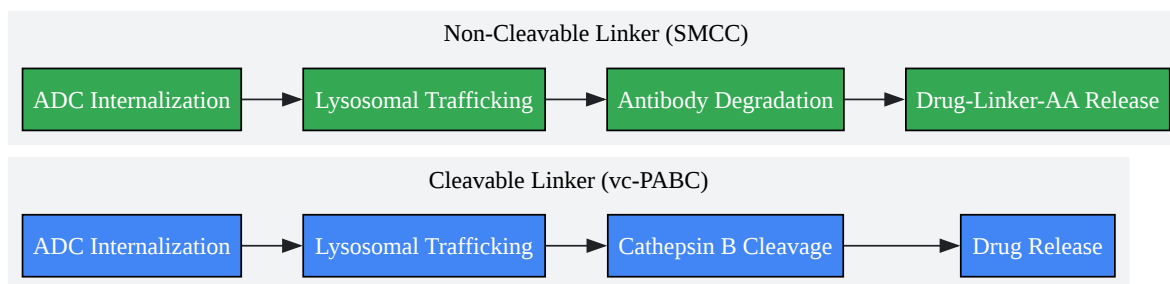 Non-Cleavable Linker (SMCC)
ADC Internalization
Lysosomal Trafficking
Antibody Degradation
Drug-Linker-AA Release
Cleavable Linker (vc-PABC)
ADC Internalization
Lysosomal Trafficking
Cathepsin B Cleavage
Drug Release